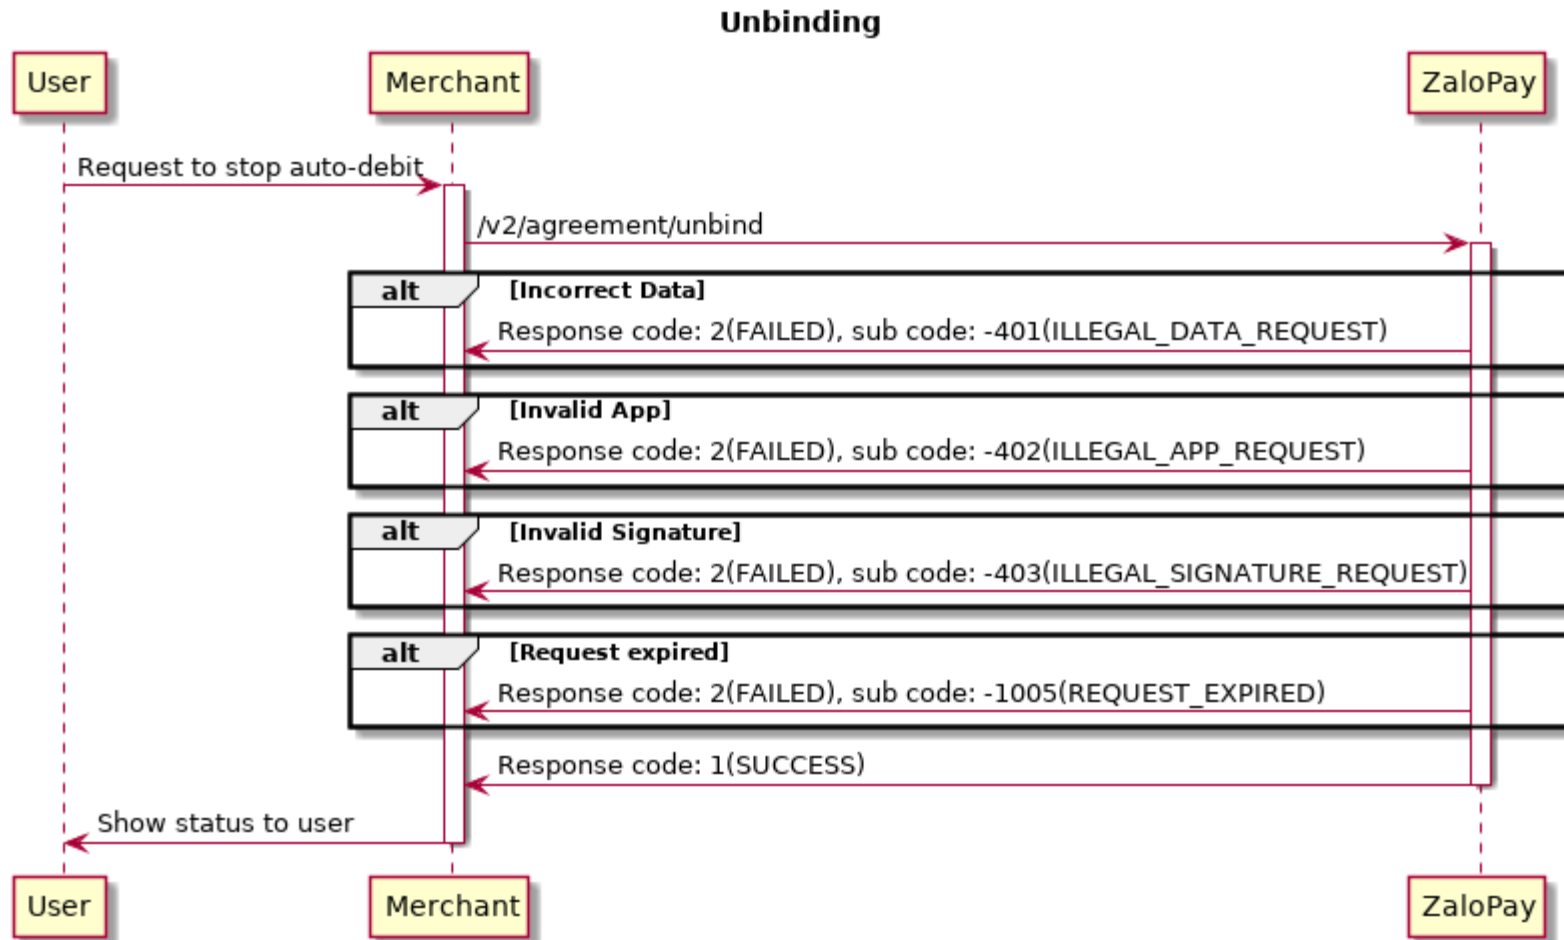 Unbinding
User
Merchant
ZaloPay
Request to stop auto-debit
/v2/agreement/unbind
alt [Incorrect Data]
Response code: 2(FAILED), sub code: -401(ILLEGAL_DATA_REQUEST)
alt [Invalid App]
Response code: 2(FAILED), sub code: -402(ILLEGAL_APP_REQUEST)
alt [Invalid Signature]
Response code: 2(FAILED), sub code: -403(ILLEGAL_SIGNATURE_REQUEST)
alt [Request expired]
Response code: 2(FAILED), sub code: -1005(REQUEST_EXPIRED)
Response code: 1(SUCCESS)
Show status to user
User
Merchant
ZaloPay